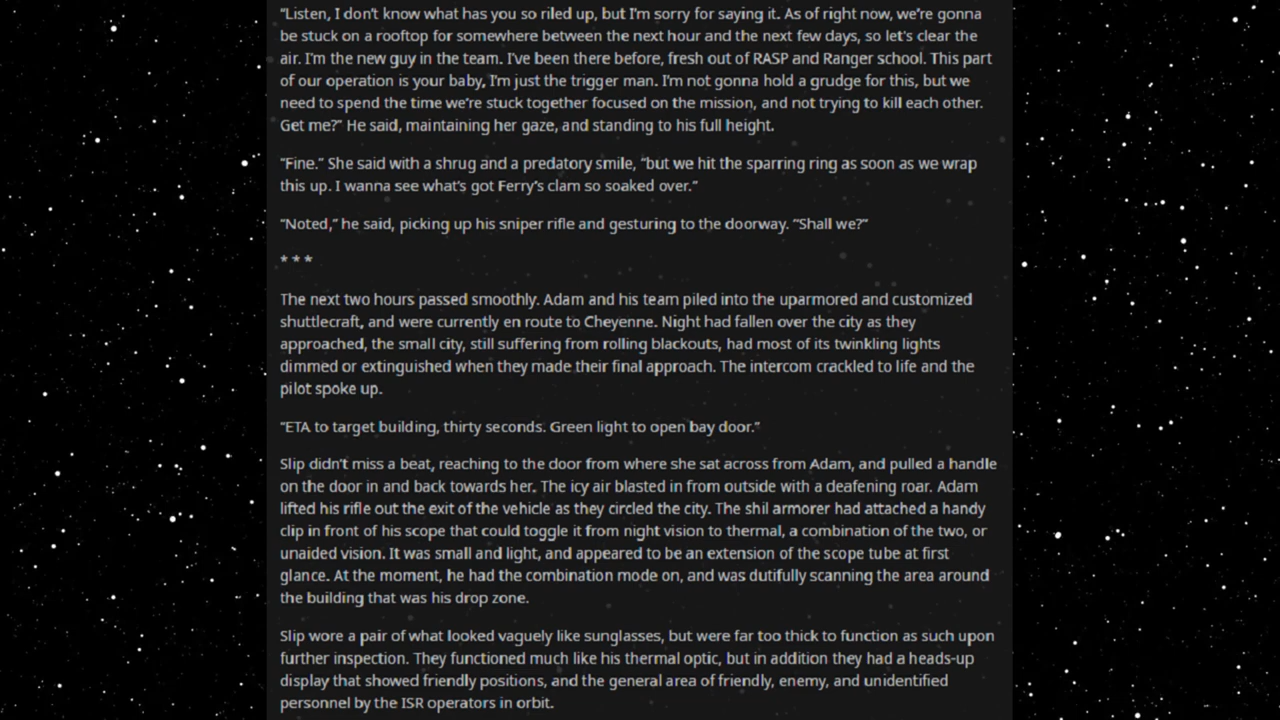 “Listen, I don’t know what has you so riled up, but I’m sorry for saying it. As of right now, we’re gonna
be stuck on a rooftop for somewhere between the next hour and the next few days, so let's clear the
air. I’m the new guy in the team. I’ve been there before, fresh out of RASP and Ranger school. This part
of our operation is your baby, I’m just the trigger man. I’m not gonna hold a grudge for this, but we
need to spend the time we’re stuck together focused on the mission, and not trying to kill each other.
Get me?” He said, maintaining her gaze, and standing to his full height.
“Fine.” She said with a shrug and a predatory smile, “but we hit the sparring ring as soon as we wrap
this up. I wanna see what’s got Ferry’s clam so soaked over.”
“Noted,” he said, picking up his sniper rifle and gesturing to the doorway. “Shall we?”
* * *
The next two hours passed smoothly. Adam and his team piled into the uparmored and customized
shuttlecraft, and were currently en route to Cheyenne. Night had fallen over the city as they
approached, the small city, still suffering from rolling blackouts, had most of its twinkling lights
dimmed or extinguished when they made their final approach. The intercom crackled to life and the
pilot spoke up.
“ETA to target building, thirty seconds. Green light to open bay door.”
Slip didn’t miss a beat, reaching to the door from where she sat across from Adam, and pulled a handle
on the door in and back towards her. The icy air blasted in from outside with a deafening roar. Adam
lifted his rifle out the exit of the vehicle as they circled the city. The shil armorer had attached a handy
clip in front of his scope that could toggle it from night vision to thermal, a combination of the two, or
unaided vision. It was small and light, and appeared to be an extension of the scope tube at first
glance. At the moment, he had the combination mode on, and was dutifully scanning the area around
the building that was his drop zone.
Slip wore a pair of what looked vaguely like sunglasses, but were far too thick to function as such upon
further inspection. They functioned much like his thermal optic, but in addition they had a heads-up
display that showed friendly positions, and the general area of friendly, enemy, and unidentified
personnel by the ISR operators in orbit.